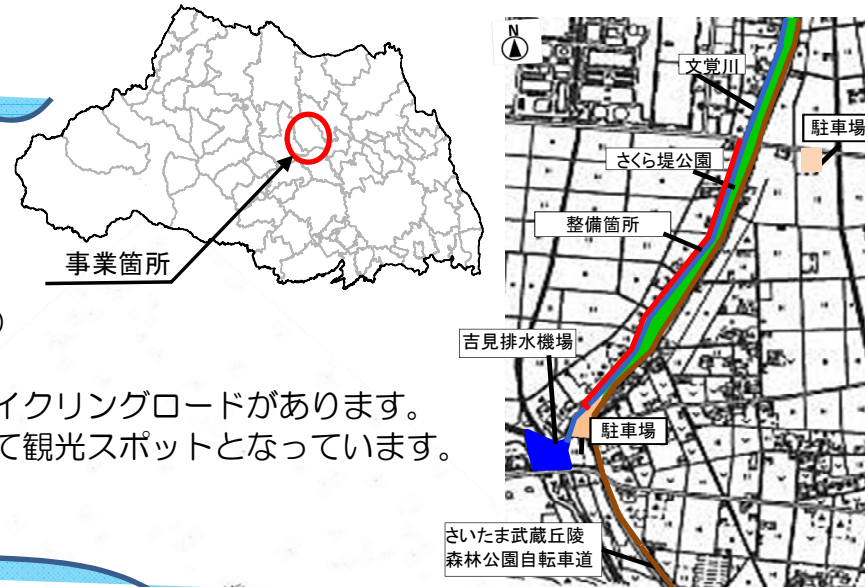 事業箇所
)
イクリングロードがあります。
て観光スポットとなっています。
N
文覚川
駐車場
さくら堤公園
整備箇所
吉見排水機場
駐車場
さいたま武蔵丘陵
森林公園自転車道